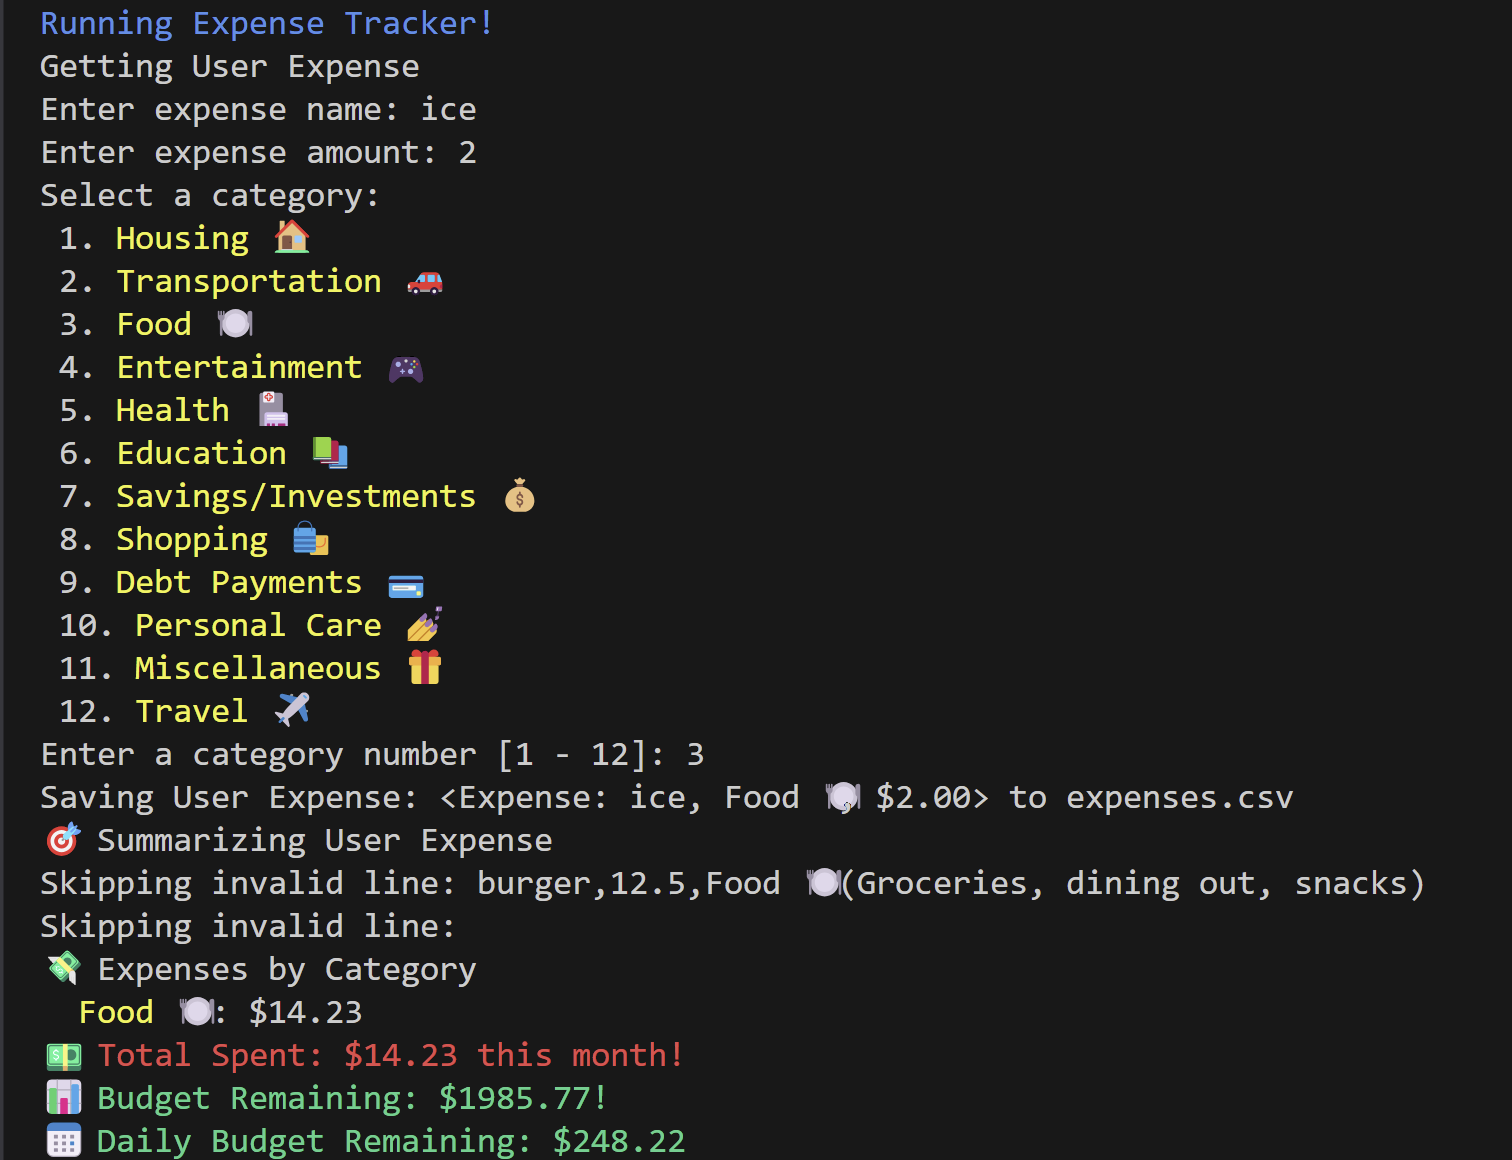 Running Expense Tracker!
Getting User Expense
Enter expense name: ice
Enter expense amount: 2
Select a category:
1. Housing 🏠
2. Transportation 🚗
3. Food 🍽️
4. Entertainment 🎮
5. Health 🏥
6. Education 📚
7. Savings/Investments 💰
8. Shopping 🛍️
9. Debt Payments 💳
10. Personal Care 💅
11. Miscellaneous 🎁
12. Travel ✈️
Enter a category number [1 - 12]: 3
Saving User Expense: <Expense: ice, Food 🍽️, $2.00> to expenses.csv
🎯 Summarizing User Expense
Skipping invalid line: burger,12.5,Food 🍽️(Groceries, dining out, snacks)
Skipping invalid line:
💸 Expenses by Category
Food 🍽️: $14.23
💵 Total Spent: $14.23 this month!
📊 Budget Remaining: $1985.77!
📅 Daily Budget Remaining: $248.22